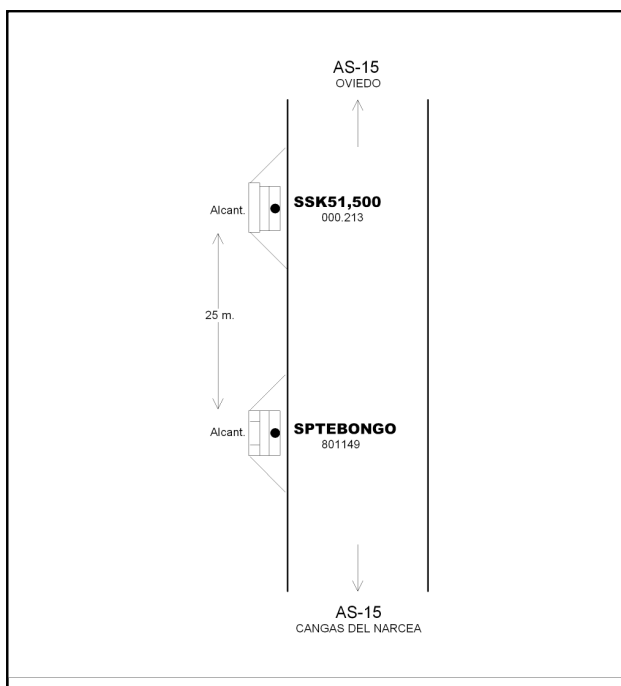 AS-15
OVIEDO
Alcant.
SSK51,500
000.213
25 m.
Alcant.
SPTEBONGO
801149
AS-15
CANGAS DEL NARCEA